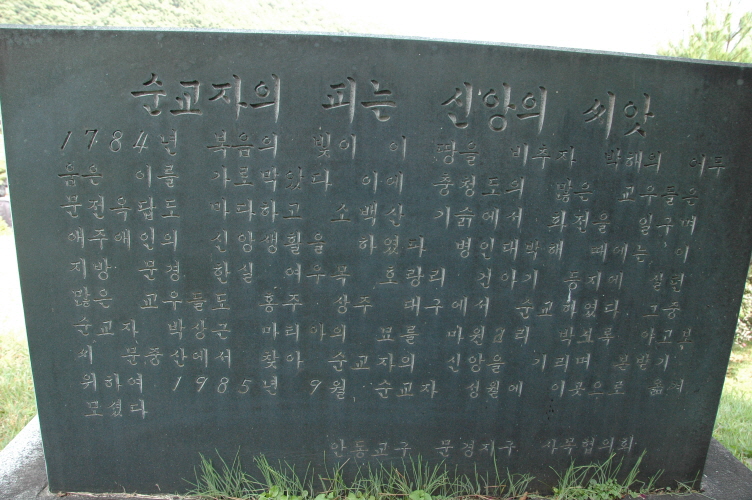 순교자의 피는 신앙의 씨앗
1784년 복음의 빛이 이 땅을 비추자 박해의 어두
움은 이를 가로막았다 이에 충청도의 많은 교우들은
문전옥답도 마다하고 소백산 기슭에서 화전을 일구며
애주애인의 신앙생활을 하였다 병인대박해 때에는 이
지방 문경 한실 여우목 호랑리 건아기 등지에 살던
많은 교우들도 홍주 상주 대구에서 순교하였다 그중
순교자 박상근 마티아의 묘를 마원 리 박보록 야고보
씨 문중산에서 찾아 순교자의 신앙을 기리며 본받기
위하여 1985년 9월 순교자 성월에 이곳으로 옮겨
모셨다
안동교구 문경지구 사목협의회